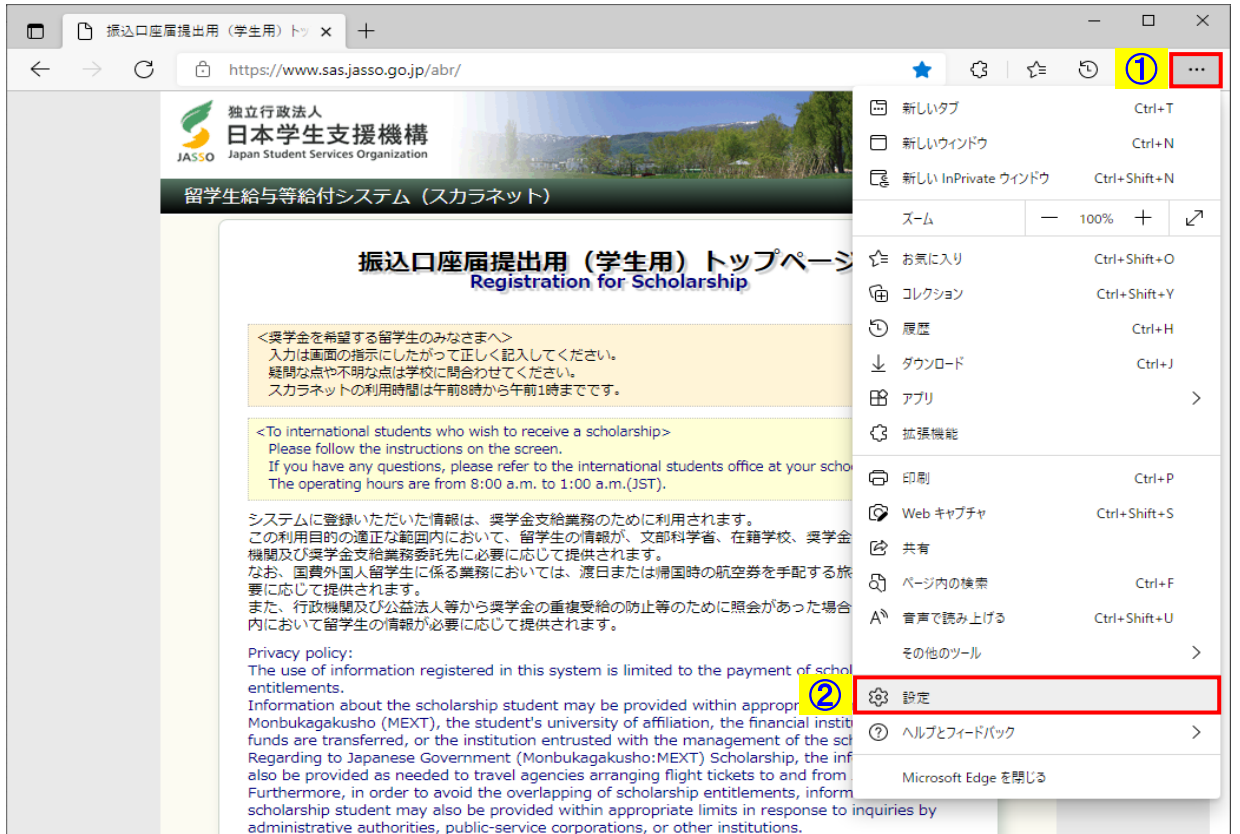 振込口座届提出用（学生用）トッ
https://www.sas.jasso.go.jp/abr/
①
…
独立行政法人
日本学生支援機構
JASSO Japan Student Services Organization
留学生給与等給付システム（スカラネット）
振込口座届提出用（学生用）トップページ
Registration for Scholarship
<奨学金を希望する留学生のみなさまへ>
入力は画面の指示にしたがって正しく記入してください。
疑問な点や不明な点は学校に問合わせてください。
スカラネットの利用時間は午前8時から午前1時までです。
<To international students who wish to receive a scholarship>
Please follow the instructions on the screen.
If you have any questions, please refer to the international students office at your schoo
The operating hours are from 8:00 a.m. to 1:00 a.m.(JST).
システムに登録いただいた情報は、奨学金支給業務のために利用されます。
この利用目的の適正な範囲内において、留学生の情報が、文部科学省、在籍学校、奨学金
機関及び奨学金支給業務委託先に必要に応じて提供されます。
なお、国費外国人留学生に係る業務においては、渡日または帰国時の航空券を手配する旅
要に応じて提供されます。
また、行政機関及び公益法人等から奨学金の重複受給の防止等のために照会があった場合
内において留学生の情報が必要に応じて提供されます。
Privacy policy:
The use of information registered in this system is limited to the payment of schol
entitlements.
Information about the scholarship student may be provided within appropr
Monbukagakusho (MEXT), the student's university of affiliation, the financial instit
funds are transferred, or the institution entrusted with the management of the sch
Regarding to Japanese Government (Monbukagakusho:MEXT) Scholarship, the inf
also be provided as needed to travel agencies arranging flight tickets to and from
Furthermore, in order to avoid the overlapping of scholarship entitlements, inform
scholarship student may also be provided within appropriate limits in response to inquiries by
administrative authorities, public-service corporations, or other institutions.
新しいタブ Ctrl+T
新しいウィンドウ Ctrl+N
新しい InPrivate ウィンドウ Ctrl+Shift+N
ズーム 100%
お気に入り Ctrl+Shift+O
コレクション Ctrl+Shift+Y
履歴 Ctrl+H
ダウンロード Ctrl+J
アプリ
拡張機能
印刷 Ctrl+P
Web キャプチャ Ctrl+Shift+S
共有
ページ内の検索 Ctrl+F
音声で読み上げる Ctrl+Shift+U
その他のツール
② 設定
ヘルプとフィードバック
Microsoft Edge を閉じる